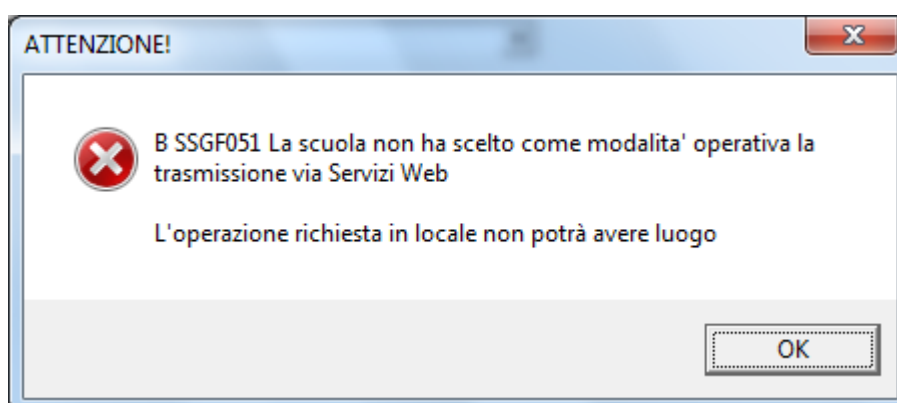 ATTENZIONE!
B SSGF051 La scuola non ha scelto come modalita' operativa la
trasmissione via Servizi Web
L'operazione richiesta in locale non potrà avere luogo
OK